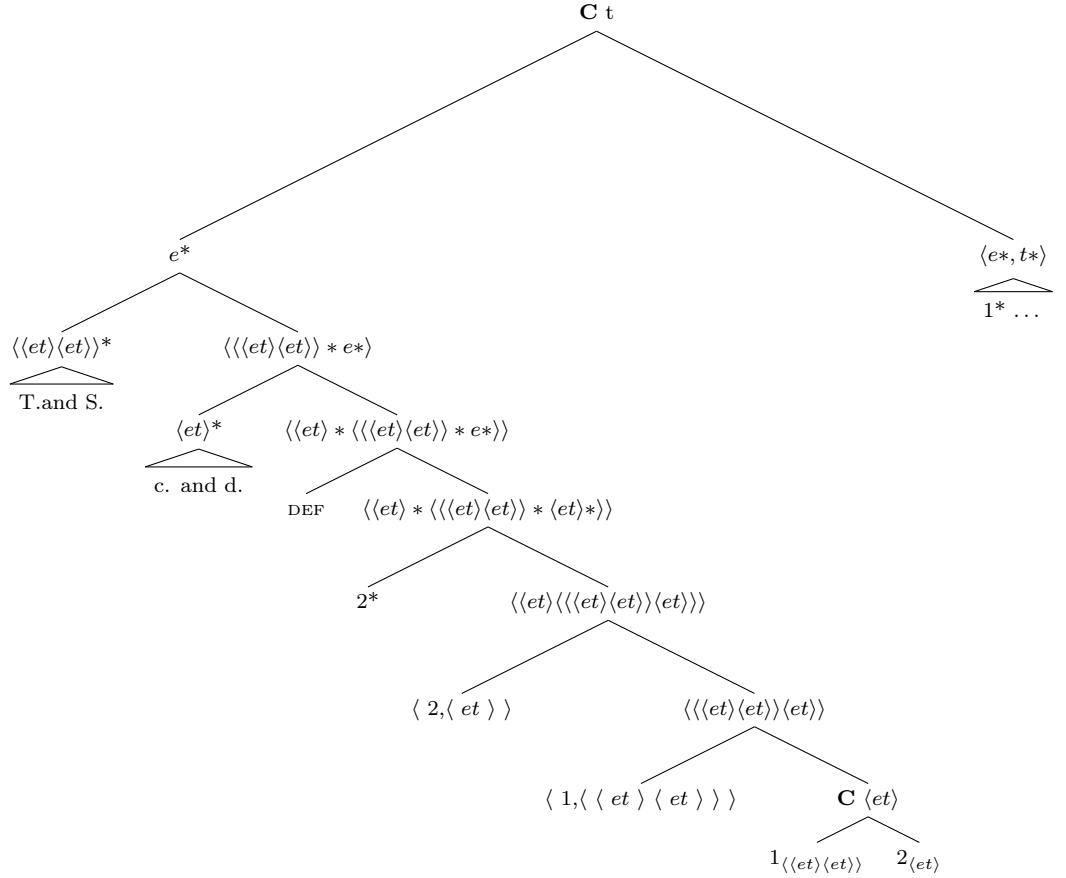 C t
e* ⟨e∗, t∗⟩
1* …
⟨⟨et⟩⟨et⟩⟩* ⟨⟨⟨et⟩⟨et⟩⟩ ∗ e∗⟩
T.and S.
⟨et⟩* ⟨⟨et⟩ ∗ ⟨⟨⟨et⟩⟨et⟩⟩ ∗ e∗⟩⟩
c. and d.
DEF ⟨⟨et⟩ ∗ ⟨⟨⟨et⟩⟨et⟩⟩ ∗ ⟨et⟩∗⟩⟩
2* ⟨⟨et⟩⟨⟨⟨et⟩⟨et⟩⟩⟨et⟩⟩⟩
⟨ 2,⟨ et ⟩ ⟩ ⟨⟨⟨et⟩⟨et⟩⟩⟨et⟩⟩
⟨ 1,⟨ ⟨ et ⟩ ⟨ et ⟩ ⟩ ⟩ C ⟨et⟩
1⟨⟨et⟩⟨et⟩⟩ 2⟨et⟩